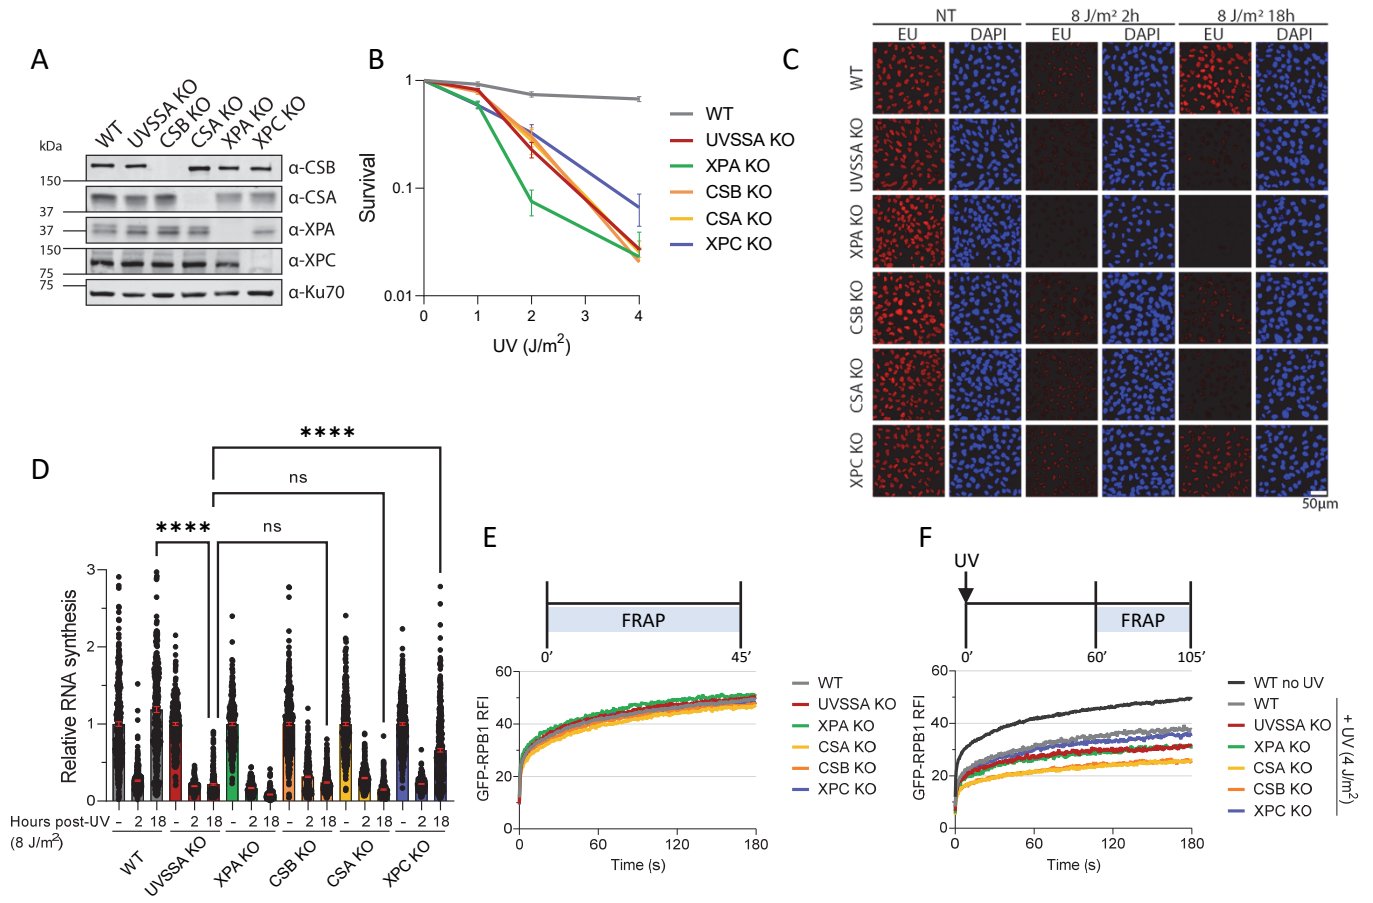 A
WT
UVSSA KO
CSB KO
CSA KO
XPA KO
XPC KO
kDa
150
37
37
150
75
75
α-CSB
α-CSA
α-XPA
α-XPC
α-Ku70
B
Survival
1
0.1
0.01
0 1 2 3 4
UV (J/m²)
WT
UVSSA KO
XPA KO
CSB KO
CSA KO
XPC KO
C
NT 8 J/m² 2h 8 J/m² 18h
EU DAPI EU DAPI EU DAPI
WT
UVSSA KO
XPA KO
CSB KO
CSA KO
XPC KO
50µm
D
****
ns
**** ns
Relative RNA synthesis
3
2
1
0
Hours post-UV - 2 18 - 2 18 - 2 18 - 2 18 - 2 18 - 2 18
(8 J/m²)
WT
UVSSA KO
XPA KO
CSB KO
CSA KO
XPC KO
E
FRAP
0’ 45’
GFP-RPB1 RFI
60
40
20
0
0 60 120 180
Time (s)
WT
UVSSA KO
XPA KO
CSA KO
CSB KO
XPC KO
F
UV
FRAP
0’ 60’ 105’
GFP-RPB1 RFI
60
40
20
0
0 60 120 180
Time (s)
WT no UV
WT
UVSSA KO
XPA KO
CSA KO
CSB KO
XPC KO
+ UV (4 J/m²)